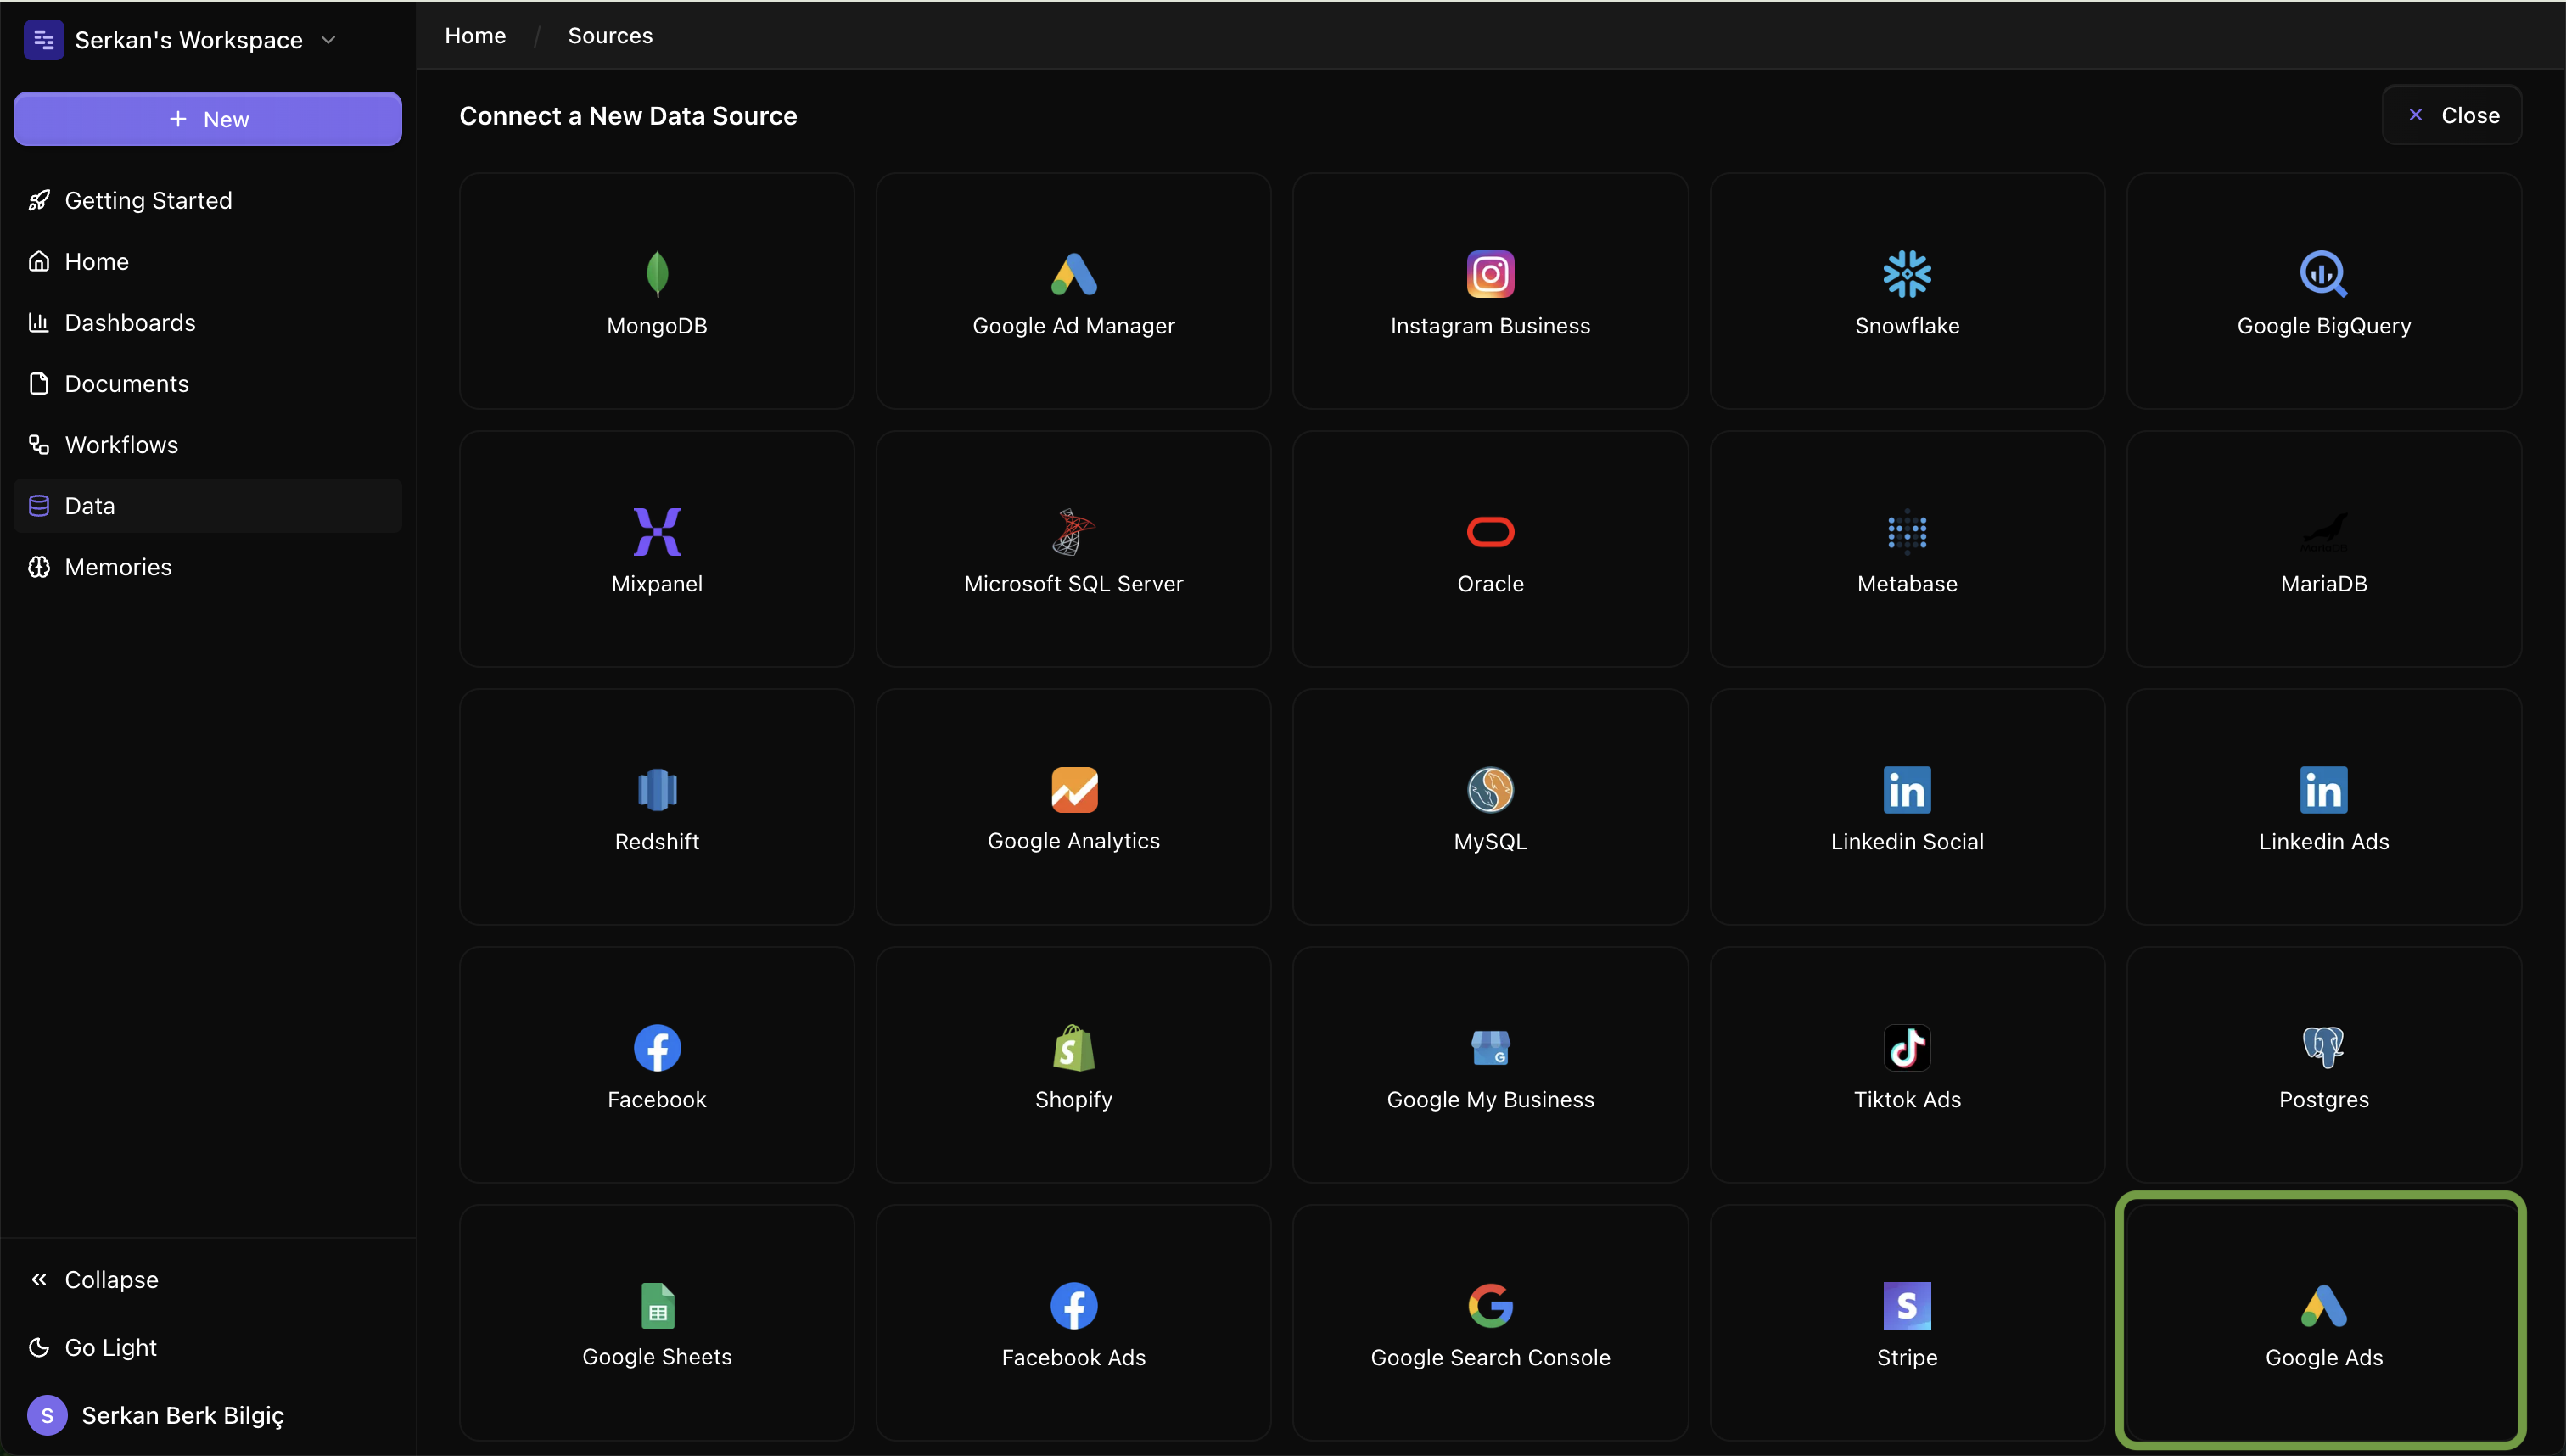 Serkan's Workspace
Home / Sources
New
Connect a New Data Source
Close
Getting Started
Home
Dashboards
Documents
Workflows
Data
Memories
MongoDB
Google Ad Manager
Instagram Business
Snowflake
Google BigQuery
Mixpanel
Microsoft SQL Server
Oracle
Metabase
MariaDB
MariaDB
Redshift
Google Analytics
MySQL
Linkedin Social
Linkedin Ads
Facebook
Shopify
Google My Business
Tiktok Ads
Postgres
Google Sheets
Facebook Ads
Google Search Console
Stripe
Google Ads
Collapse
Go Light
S Serkan Berk Bilgiç